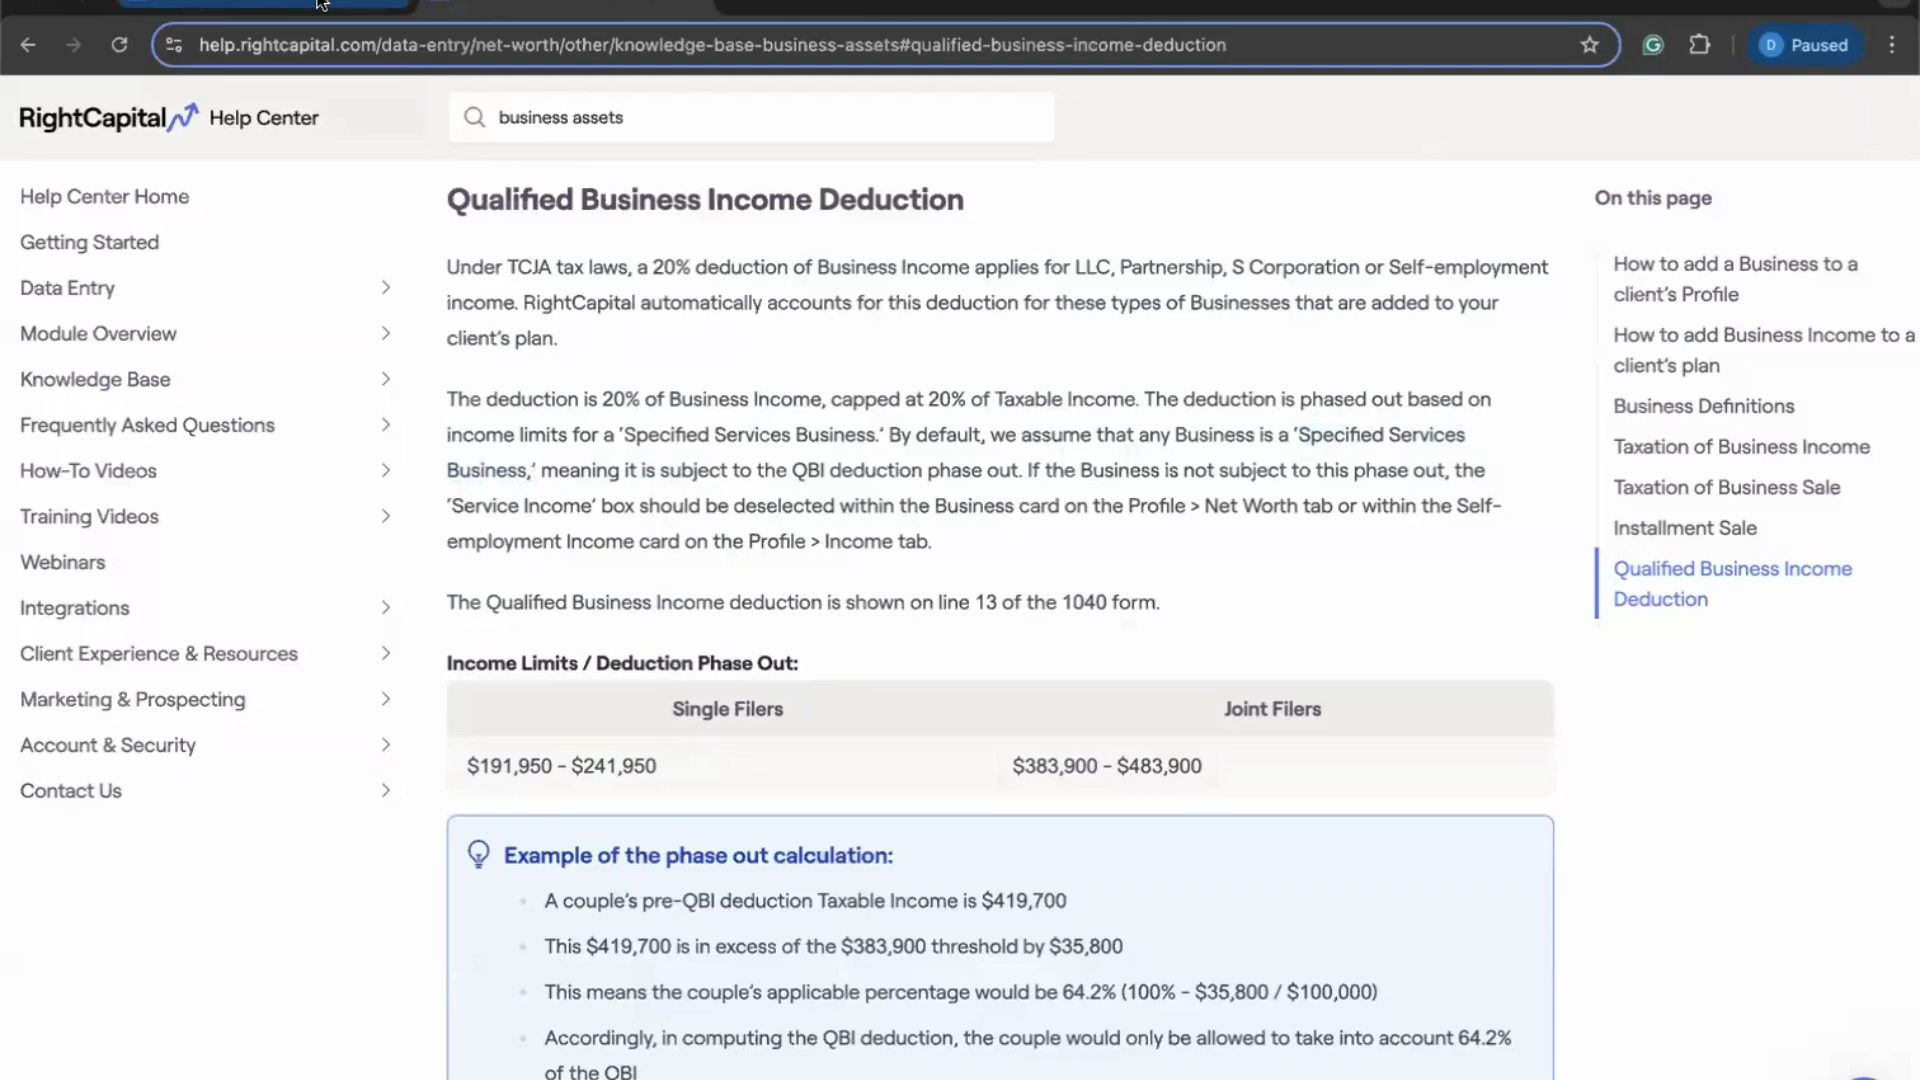 help.rightcapital.com/data-entry/net-worth/other/knowledge-base-business-assets#qualified-business-income-deduction
D Paused
RightCapital Help Center
business assets
Help Center Home
Getting Started
Data Entry
Module Overview
Knowledge Base
Frequently Asked Questions
How-To Videos
Training Videos
Webinars
Integrations
Client Experience & Resources
Marketing & Prospecting
Account & Security
Contact Us
Qualified Business Income Deduction
Under TCJA tax laws, a 20% deduction of Business Income applies for LLC, Partnership, S Corporation or Self-employment
income. RightCapital automatically accounts for this deduction for these types of Businesses that are added to your
client's plan.
The deduction is 20% of Business Income, capped at 20% of Taxable Income. The deduction is phased out based on
income limits for a 'Specified Services Business.' By default, we assume that any Business is a 'Specified Services
Business,' meaning it is subject to the QBI deduction phase out. If the Business is not subject to this phase out, the
'Service Income' box should be deselected within the Business card on the Profile > Net Worth tab or within the Self-
employment Income card on the Profile > Income tab.
The Qualified Business Income deduction is shown on line 13 of the 1040 form.
Income Limits / Deduction Phase Out:
Single Filers Joint Filers
$191,950 - $241,950 $383,900 - $483,900
Example of the phase out calculation:
A couple's pre-QBI deduction Taxable Income is $419,700
This $419,700 is in excess of the $383,900 threshold by $35,800
This means the couple's applicable percentage would be 64.2% (100% - $35,800 / $100,000)
Accordingly, in computing the QBI deduction, the couple would only be allowed to take into account 64.2%
of the QBI
On this page
How to add a Business to a
client's Profile
How to add Business Income to a
client's plan
Business Definitions
Taxation of Business Income
Taxation of Business Sale
Installment Sale
Qualified Business Income
Deduction